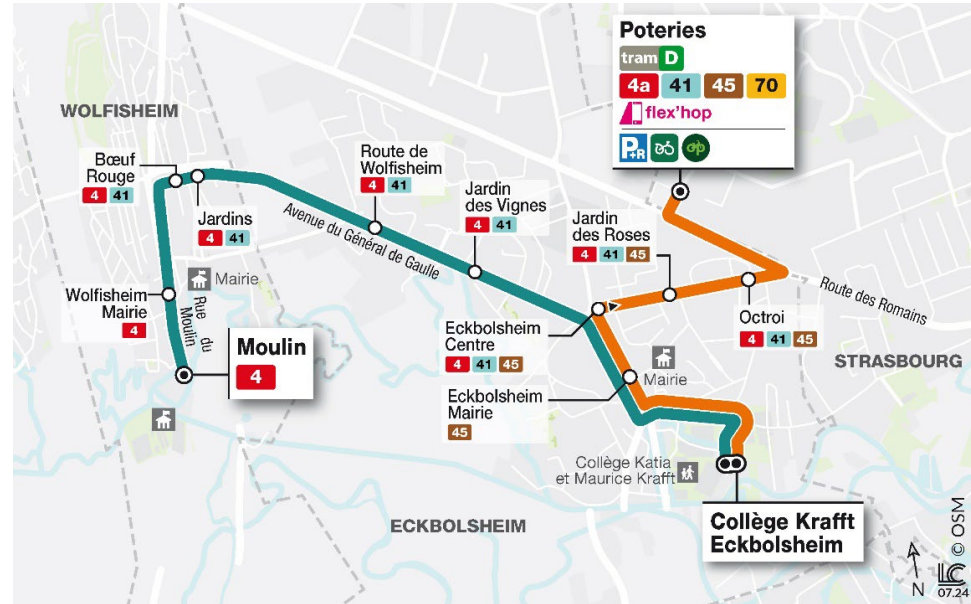 Poteries
tram D
4a 41 45 70
flex'hop
P+R
WOLFISHEIM
Bœuf
Rouge
4 41
Jardins
4 41
Route de
Wolfisheim
4 41
Jardin
des Vignes
4 41
Jardin
des Roses
4 41 45
Avenue du Général de Gaulle
Route des Romains
Octroi
4 41 45
STRASBOURG
Mairie
Wolfisheim
Mairie
4
Rue du Moulin
Moulin
4
Eckbolsheim
Centre
4 41 45
Mairie
Eckbolsheim
Mairie
45
Collège Katia
et Maurice Krafft
Collège Krafft
Eckbolsheim
ECKBOLSHEIM
N
© OSM
LC
07.24